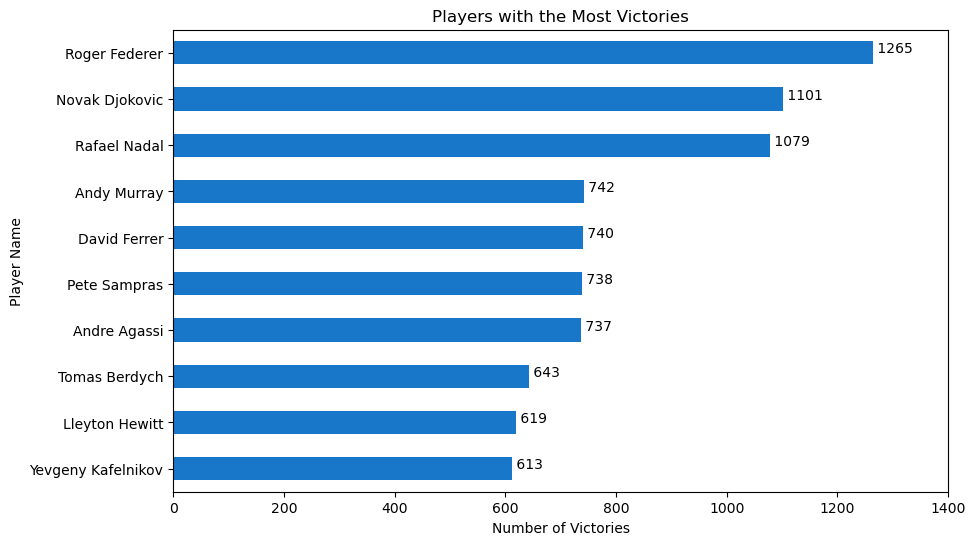 Players with the Most Victories
Player Name
Roger Federer 1265
Novak Djokovic 1101
Rafael Nadal 1079
Andy Murray 742
David Ferrer 740
Pete Sampras 738
Andre Agassi 737
Tomas Berdych 643
Lleyton Hewitt 619
Yevgeny Kafelnikov 613
0 200 400 600 800 1000 1200 1400
Number of Victories